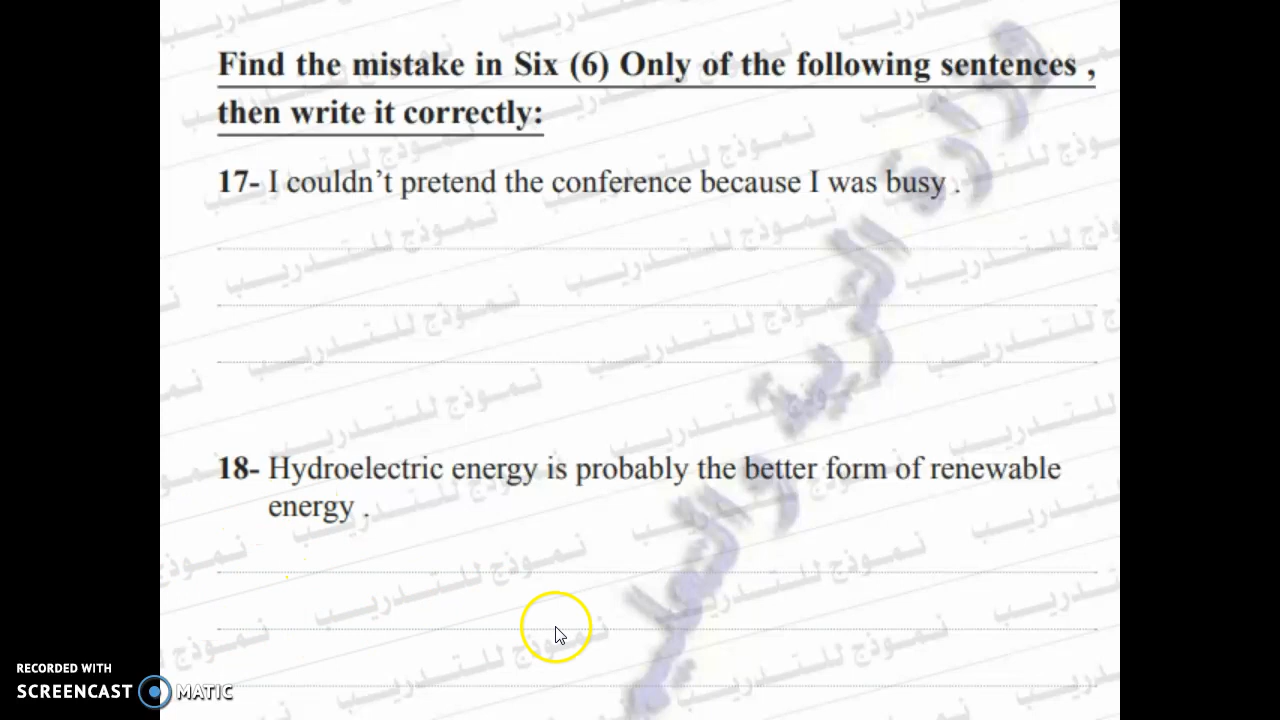 Find the mistake in Six (6) Only of the following sentences ,
then write it correctly:
17- I couldn't pretend the conference because I was busy .
18- Hydroelectric energy is probably the better form of renewable
energy .
نموذج للتدريب
RECORDED WITH
SCREENCAST MATIC